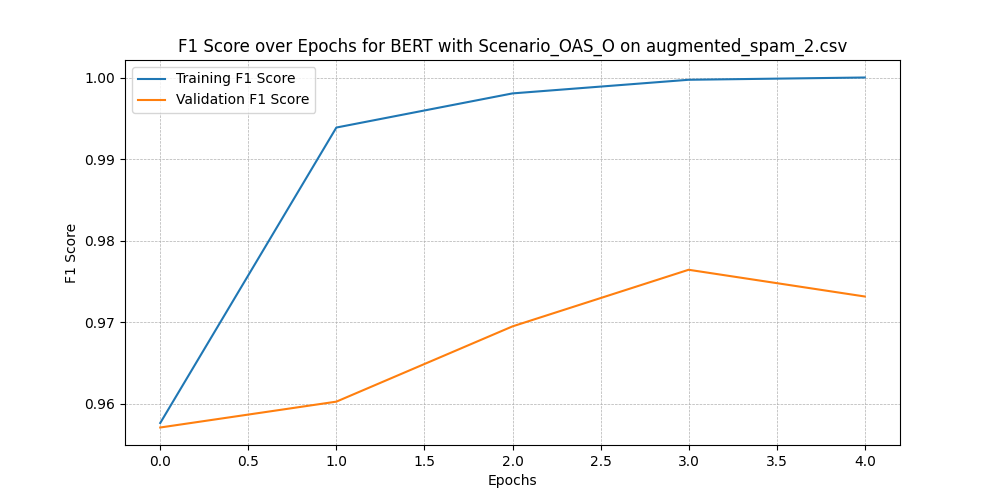 F1 Score over Epochs for BERT with Scenario_OAS_O on augmented_spam_2.csv
Training F1 Score
Validation F1 Score
1.00
0.99
0.98
0.97
0.96
F1 Score
0.0 0.5 1.0 1.5 2.0 2.5 3.0 3.5 4.0
Epochs